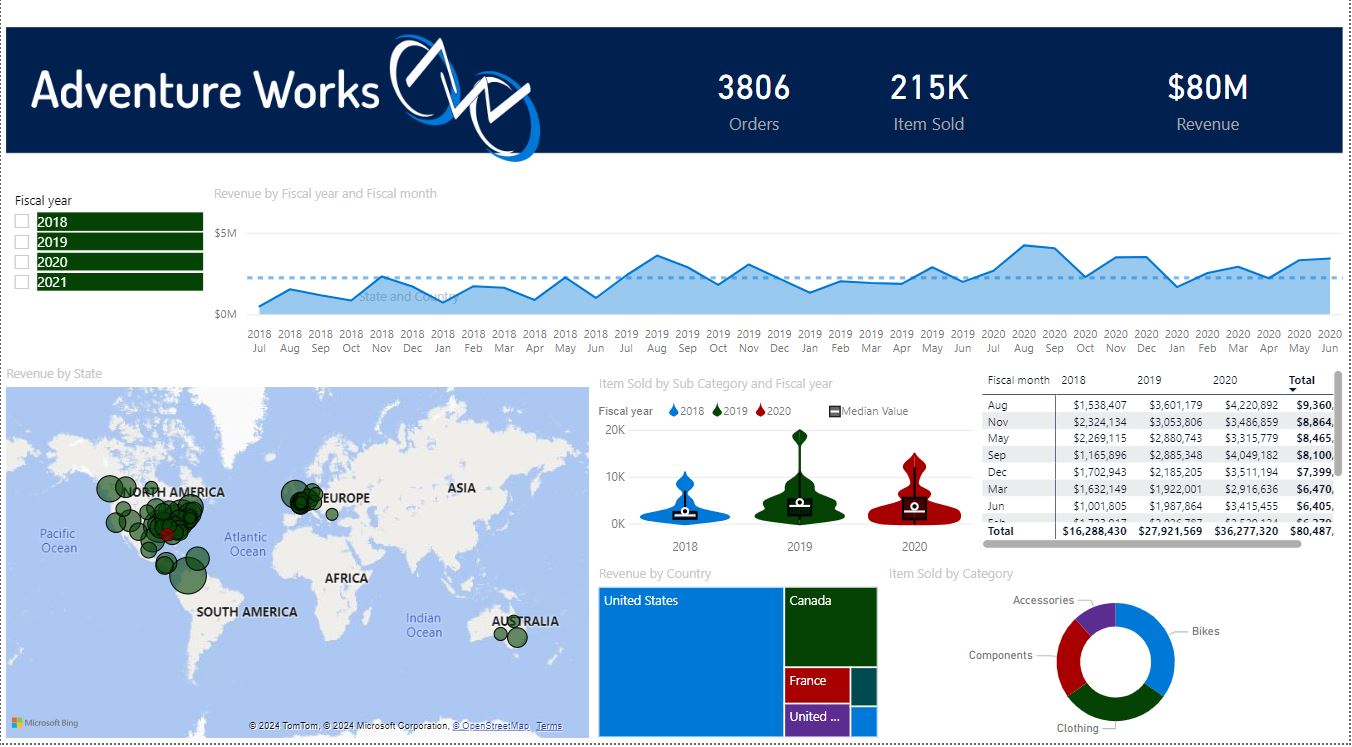 Adventure Works
3806
Orders
215K
Item Sold
$80M
Revenue
Fiscal year
2018
2019
2020
2021
Revenue by Fiscal year and Fiscal month
$5M
$0M
State and Country
2018 2018 2018 2018 2018 2018 2018 2018 2018 2018 2018 2018 2019 2019 2019 2019 2019 2019 2019 2019 2019 2019 2019 2019 2020 2020 2020 2020 2020 2020 2020 2020 2020 2020 2020 2020
Jul Aug Sep Oct Nov Dec Jan Feb Mar Apr May Jun Jul Aug Sep Oct Nov Dec Jan Feb Mar Apr May Jun Jul Aug Sep Oct Nov Dec Jan Feb Mar Apr May Jun
Revenue by State
NORTH AMERICA
EUROPE
ASIA
Pacific
Ocean
Atlantic
Ocean
AFRICA
SOUTH AMERICA
Indian
Ocean
AUSTRALIA
Microsoft Bing
© 2024 TomTom, © 2024 Microsoft Corporation, © OpenStreetMap Terms
Item Sold by Sub Category and Fiscal year
Fiscal year 2018 2019 2020 Median Value
20K
10K
0K
2018 2019 2020
Fiscal month 2018 2019 2020 Total
Aug $1,538,407 $3,601,179 $4,220,892 $9,360,
Nov $2,324,134 $3,053,806 $3,486,859 $8,864,
May $2,269,115 $2,880,743 $3,315,779 $8,465,
Sep $1,165,896 $2,885,348 $4,049,182 $8,100,
Dec $1,702,943 $2,185,205 $3,511,194 $7,399,
Mar $1,632,149 $1,922,001 $2,916,636 $6,470,
Jun $1,001,805 $1,987,864 $3,415,455 $6,405,
Total $16,288,430 $27,921,569 $36,277,320 $80,487,
Revenue by Country
United States
Canada
France
United ...
Item Sold by Category
Accessories
Bikes
Components
Clothing